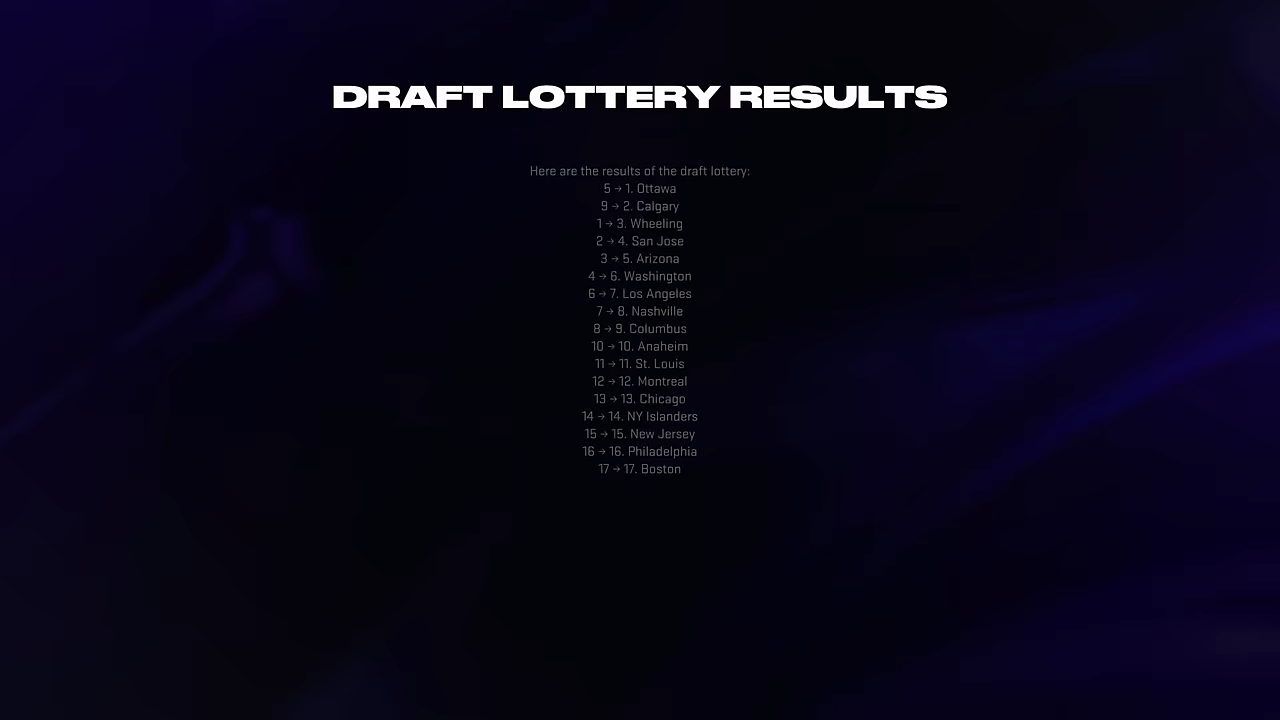 DRAFT LOTTERY RESULTS
Here are the results of the draft lottery:
5 → 1. Ottawa
9 → 2. Calgary
1 → 3. Wheeling
2 → 4. San Jose
3 → 5. Arizona
4 → 6. Washington
6 → 7. Los Angeles
7 → 8. Nashville
8 → 9. Columbus
10 → 10. Anaheim
11 → 11. St. Louis
12 → 12. Montreal
13 → 13. Chicago
14 → 14. NY Islanders
15 → 15. New Jersey
16 → 16. Philadelphia
17 → 17. Boston